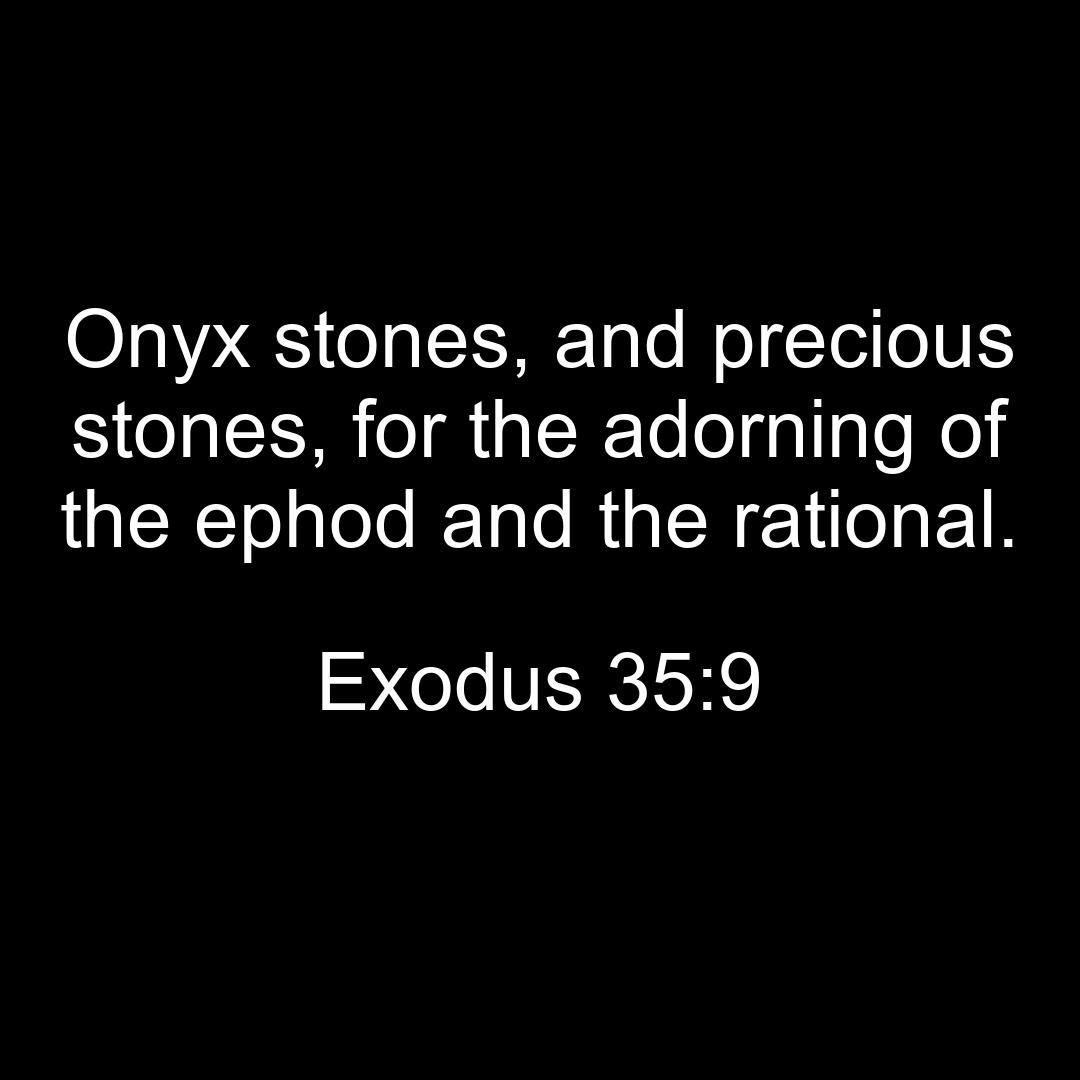 Onyx stones, and precious
stones, for the adorning of
the ephod and the rational.
Exodus 35:9